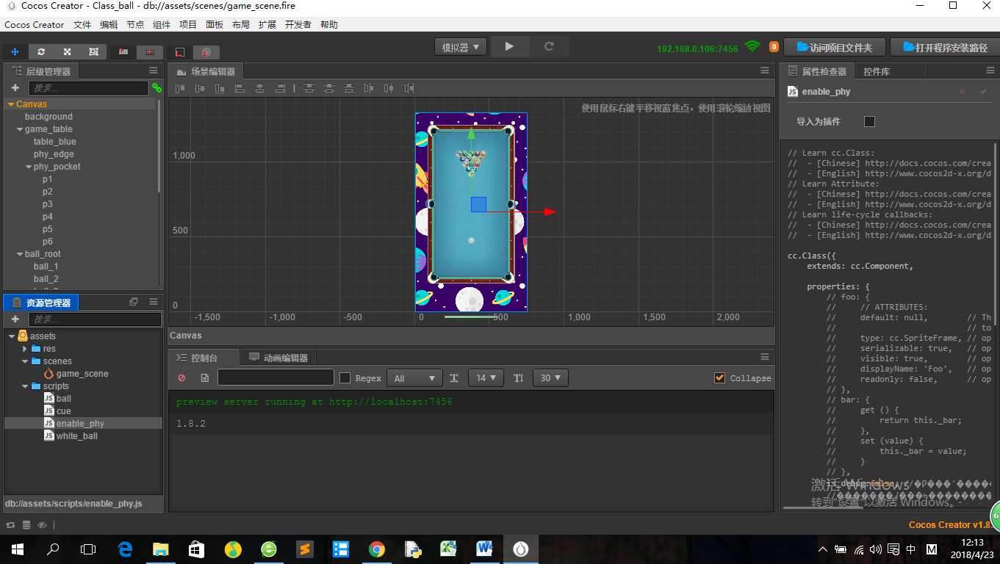 Cocos Creator - Class_ball - db://assets/scenes/game_scene.fire
Cocos Creator 文件 编辑 节点 组件 项目 面板 布局 扩展 开发者 帮助
模拟器
192.168.0.106:7456
0
访问项目文件夹
打开程序安装路径
层级管理器
搜索...
Canvas
background
game_table
table_blue
phy_edge
phy_pocket
p1
p2
p3
p4
p5
p6
ball_root
ball_1
ball_2
资源管理器
搜索...
assets
res
scenes
game_scene
scripts
JS ball
JS cue
JS enable_phy
JS white_ball
db://assets/scripts/enable_phy.js
场景编辑器
使用鼠标右键平移视窗焦点，使用滚轮缩放视图
1,000
500
0
-1,500 -1,000 -500 0 500 1,000 1,500 2,000
Canvas
控制台 动画编辑器
Regex All 14 30 Collapse
preview server running at http://localhost:7456
1.8.2
属性检查器 控件库
JS enable_phy
导入为插件
// Learn cc.Class:
//  - [Chinese] http://docs.cocos.com/crea
//  - [English] http://www.cocos2d-x.org/d
// Learn Attribute:
//  - [Chinese] http://docs.cocos.com/crea
//  - [English] http://www.cocos2d-x.org/d
// Learn life-cycle callbacks:
//  - [Chinese] http://docs.cocos.com/crea
//  - [English] http://www.cocos2d-x.org/d
cc.Class({
extends: cc.Component,
properties: {
// foo: {
//     // ATTRIBUTES:
//     default: null,        // Th
//                           // to
//     type: cc.SpriteFrame, // op
//     serializable: true,   // op
//     visible: true,        // op
//     displayName: 'Foo',   // op
//     readonly: false,      // op
// },
// bar: {
//     get () {
//         return this._bar;
//     },
//     set (value) {
//         this._bar = value;
//     }
// },
is_debug:false, //
激活 Windows
转到"设置"以激活 Windows。
Cocos Creator v1.8.
中
M
12:13
2018/4/23